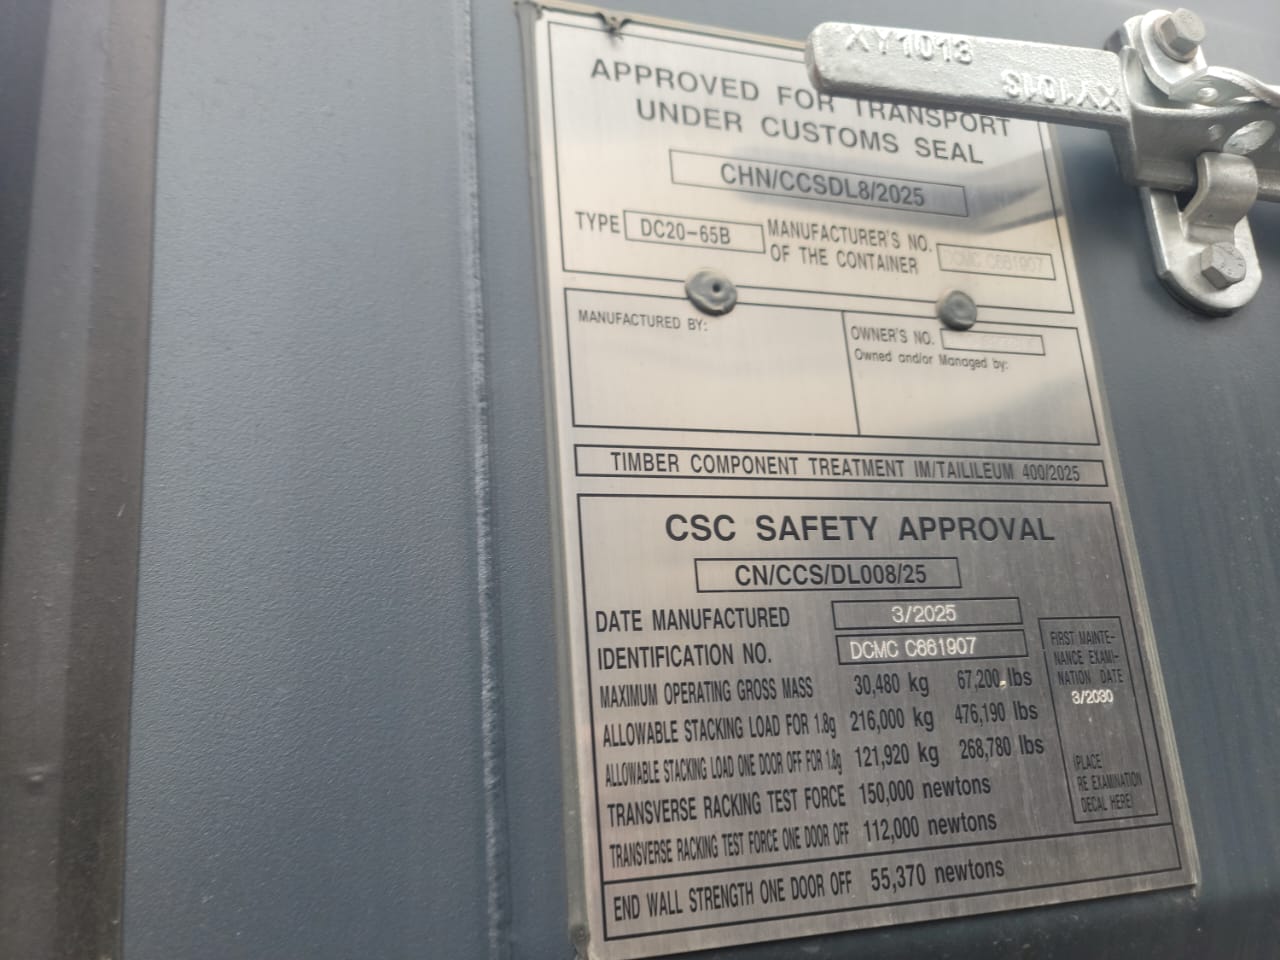 XY1013
XY1013
APPROVED FOR TRANSPORT
UNDER CUSTOMS SEAL
CHN/CCSDL8/2025
TYPE DC20-65B MANUFACTURER'S NO.
OF THE CONTAINER DCMC C661907
MANUFACTURED BY:
OWNER'S NO.
Owned and/or Managed by:
TIMBER COMPONENT TREATMENT IM/TAILILEUM 400/2025
CSC SAFETY APPROVAL
CN/CCS/DL008/25
DATE MANUFACTURED 3/2025
IDENTIFICATION NO. DCMC C661907
MAXIMUM OPERATING GROSS MASS 30,480 kg 67,200 lbs
ALLOWABLE STACKING LOAD FOR 1.8g 216,000 kg 476,190 lbs
ALLOWABLE STACKING LOAD ONE DOOR OFF FOR 1.8g 121,920 kg 268,780 lbs
TRANSVERSE RACKING TEST FORCE 150,000 newtons
TRANSVERSE RACKING TEST FORCE ONE DOOR OFF 112,000 newtons
END WALL STRENGTH ONE DOOR OFF 55,370 newtons
FIRST MAINTE-
NANCE EXAMI-
NATION DATE
3/2030
(PLACE
RE EXAMINATION
DECAL HERE)